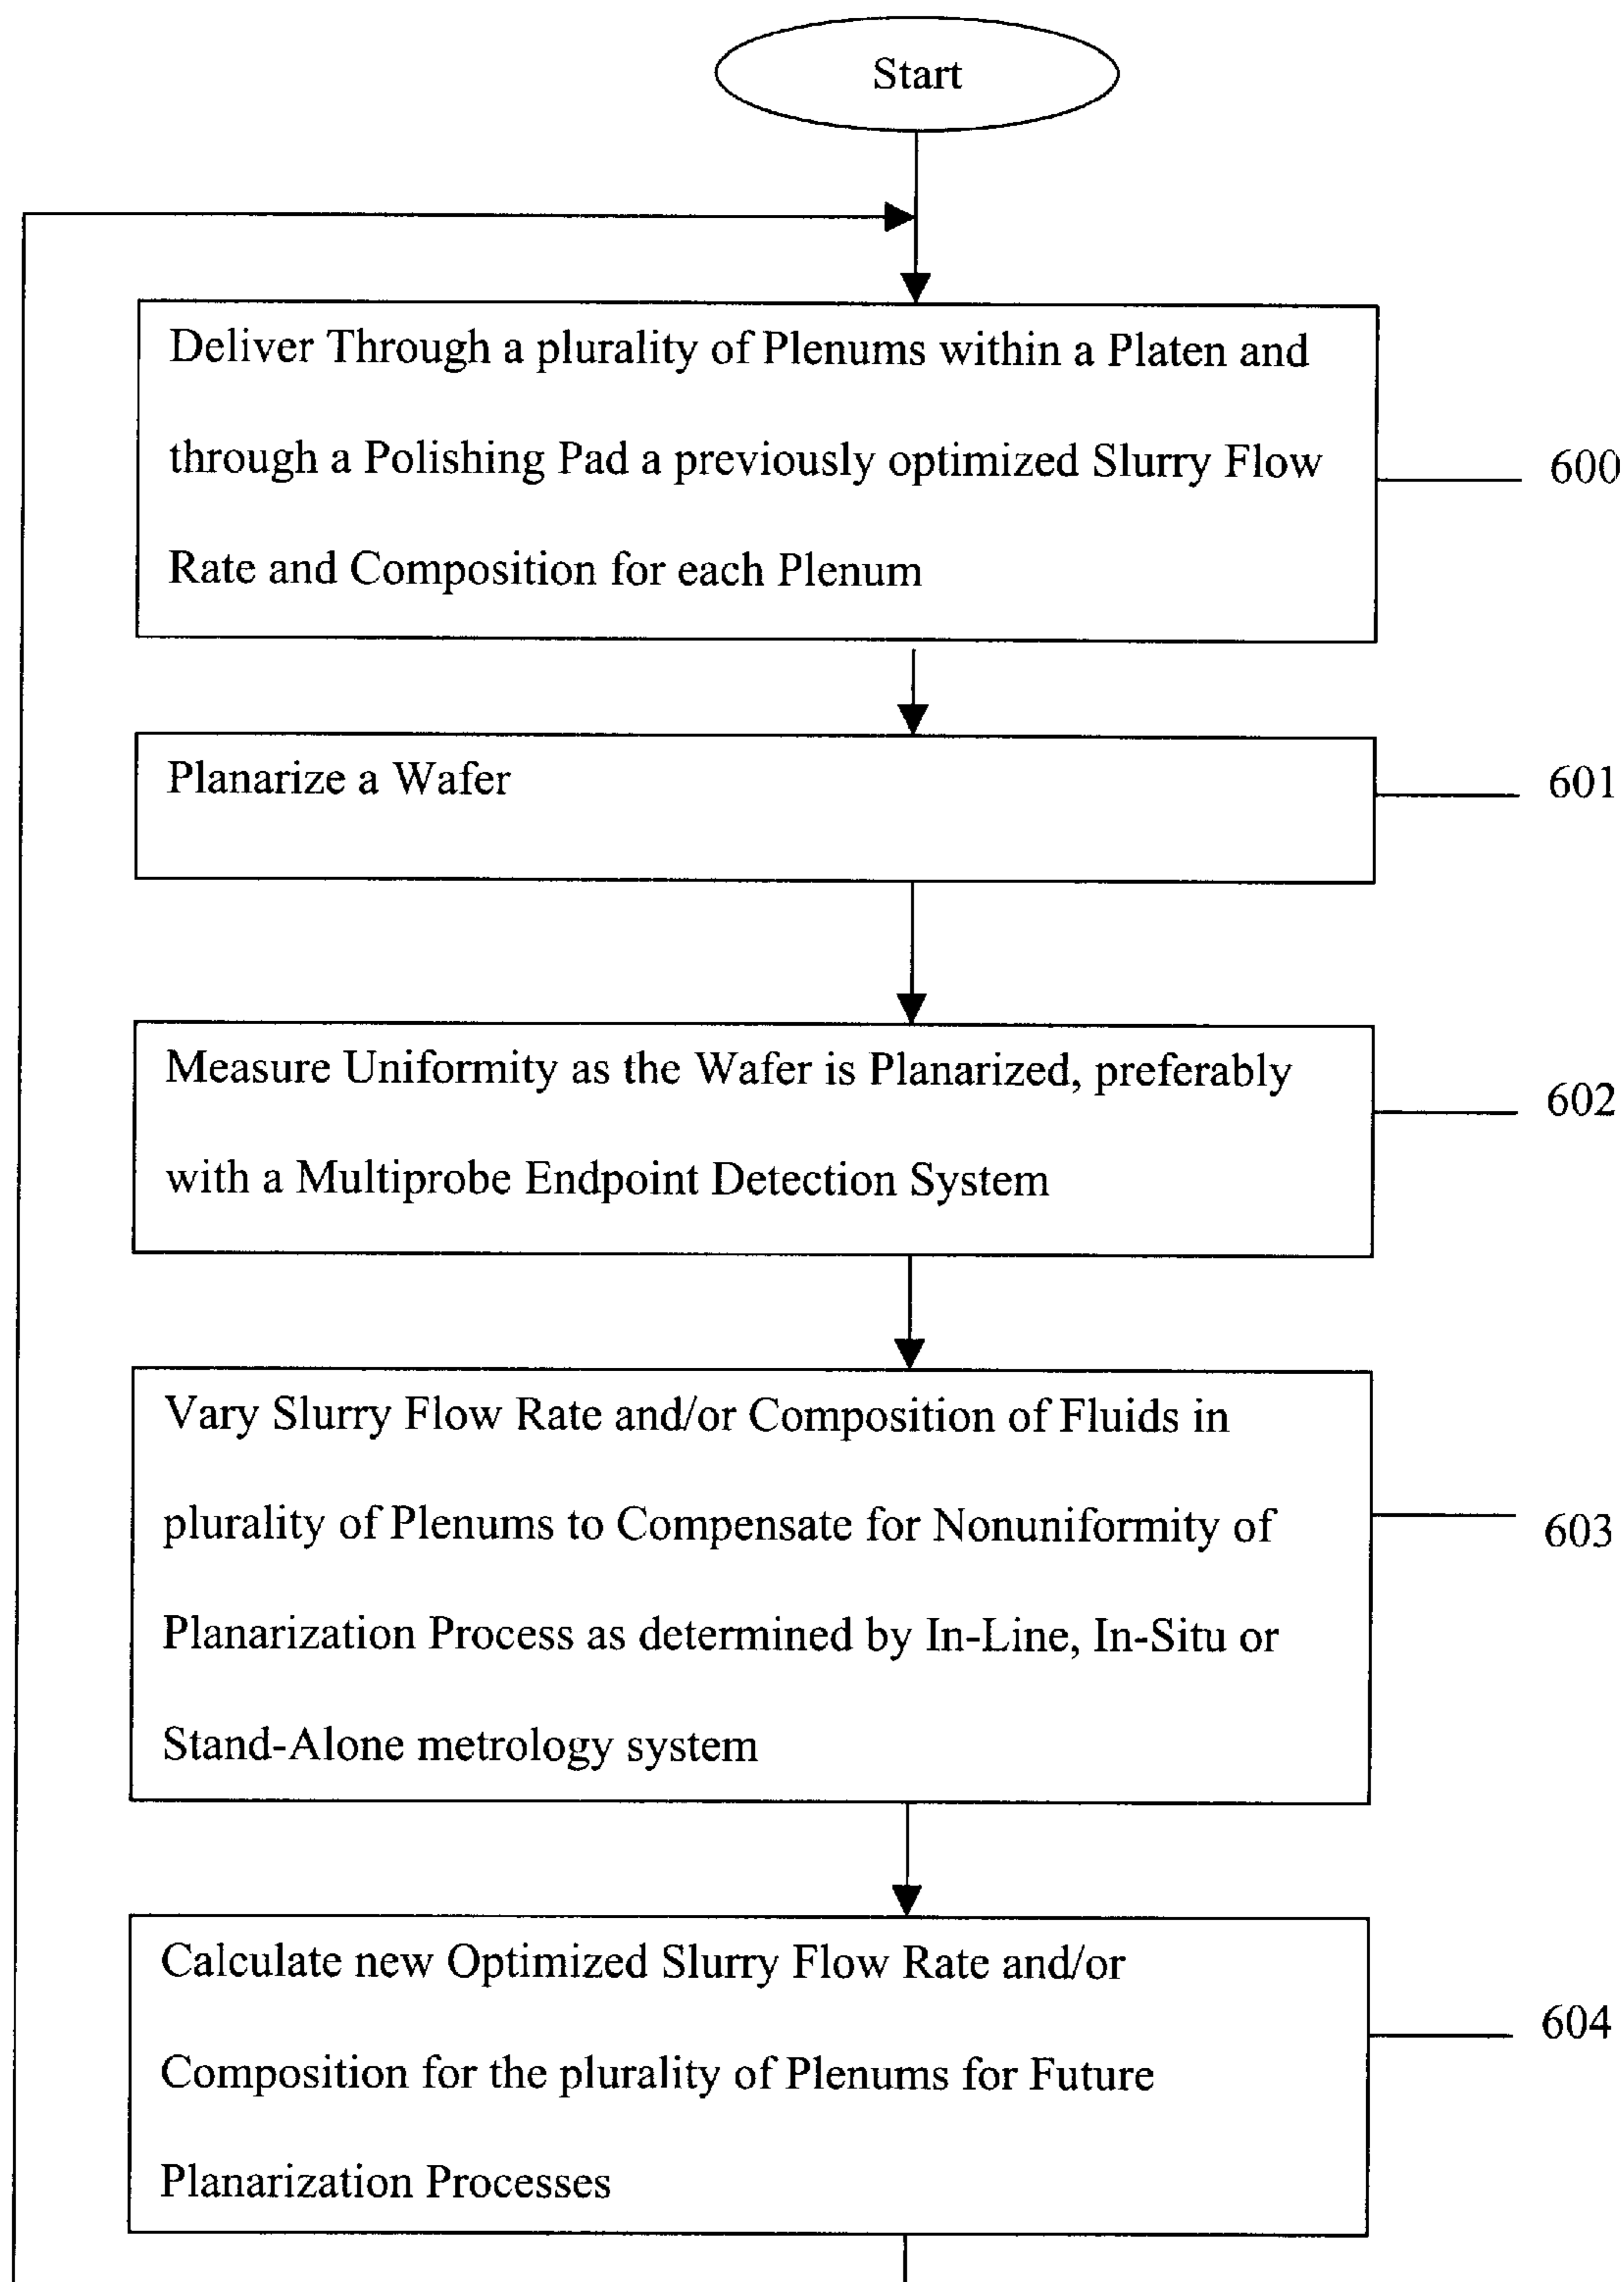 Start
Deliver Through a plurality of Plenums within a Platen and
through a Polishing Pad a previously optimized Slurry Flow
Rate and Composition for each Plenum
600
Planarize a Wafer
601
Measure Uniformity as the Wafer is Planarized, preferably
with a Multiprobe Endpoint Detection System
602
Vary Slurry Flow Rate and/or Composition of Fluids in
plurality of Plenums to Compensate for Nonuniformity of
Planarization Process as determined by In-Line, In-Situ or
Stand-Alone metrology system
603
Calculate new Optimized Slurry Flow Rate and/or
Composition for the plurality of Plenums for Future
Planarization Processes
604